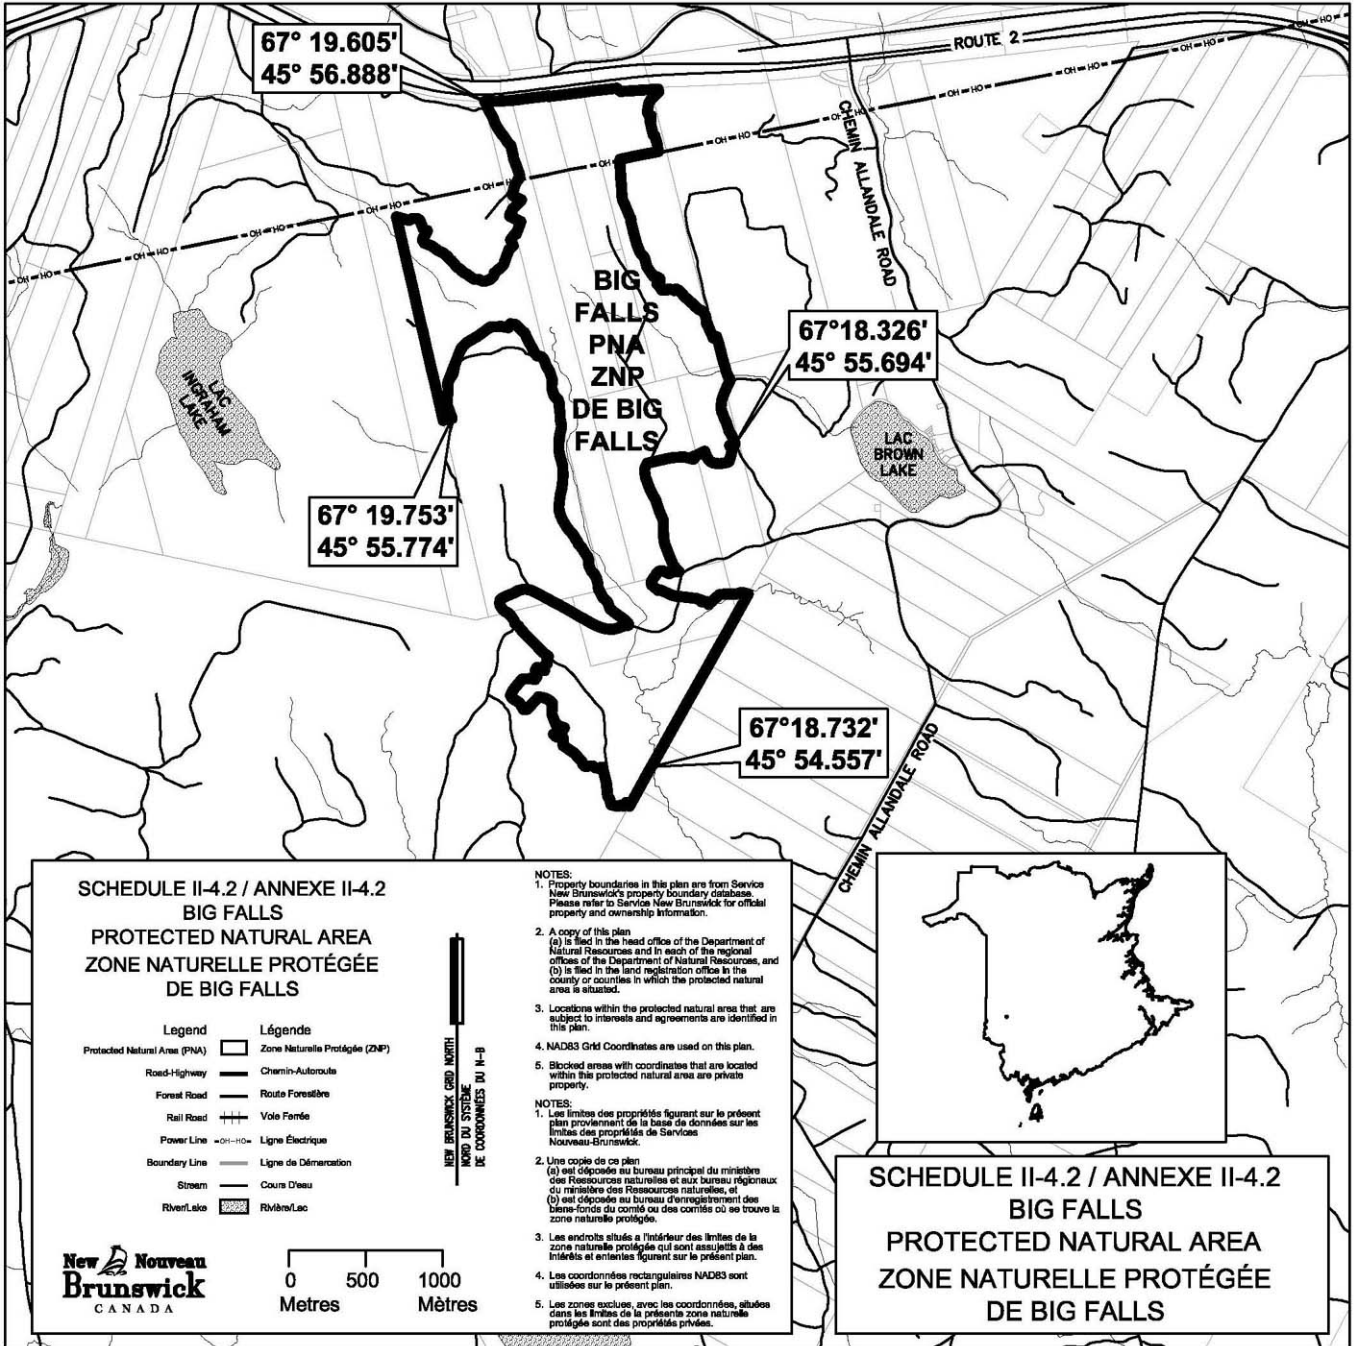 67° 19.605'
45° 56.888'
ROUTE 2
OH-HO
CHEMIN ALLANDALE ROAD
BIG
FALLS
PNA
ZNP
DE BIG
FALLS
67°18.326'
45° 55.694'
LAC
INGRAHAM
LAKE
LAC
BROWN
LAKE
67° 19.753'
45° 55.774'
67°18.732'
45° 54.557'
CHEMIN ALLANDALE ROAD
SCHEDULE II-4.2 / ANNEXE II-4.2
BIG FALLS
PROTECTED NATURAL AREA
ZONE NATURELLE PROTÉGÉE
DE BIG FALLS
Legend Légende
Protected Natural Area (PNA) Zone Naturelle Protégée (ZNP)
Road-Highway Chemin-Autoroute
Forest Road Route Forestière
Rail Road Voie Ferrée
Power Line -OH-HO- Ligne Électrique
Boundary Line Ligne de Démarcation
Stream Cours D'eau
River/Lake Rivière/Lac
NEW BRUNSWICK GRID NORTH
NORD DU SYSTÈME
DE COORDONNÉES DU N-B
New Nouveau
Brunswick
CANADA
0 500 1000
Metres Mètres
NOTES:
1. Property boundaries in this plan are from Service
New Brunswick's property boundary database.
Please refer to Service New Brunswick for official
property and ownership information.
2. A copy of this plan
(a) is filed in the head office of the Department of
Natural Resources and in each of the regional
offices of the Department of Natural Resources, and
(b) is filed in the land registration office in the
county or counties in which the protected natural
area is situated.
3. Locations within the protected natural area that are
subject to interests and agreements are identified in
this plan.
4. NAD83 Grid Coordinates are used on this plan.
5. Blocked areas with coordinates that are located
within this protected natural area are private
property.
NOTES:
1. Les limites des propriétés figurant sur le présent
plan proviennent de la base de données sur les
limites des propriétés de Services
Nouveau-Brunswick.
2. Une copie de ce plan
(a) est déposée au bureau principal du ministère
des Ressources naturelles et aux bureau régionaux
du ministère des Ressources naturelles, et
(b) est déposée au bureau d'enregistrement des
biens-fonds du comté ou des comtés où se trouve la
zone naturelle protégée.
3. Les endroits situés a l'intérieur des limites de la
zone naturelle protégée qui sont assujettis à des
intérêts et ententes figurant sur le présent plan.
4. Les coordonnées rectangulaires NAD83 sont
utilisées sur le présent plan.
5. Les zones exclues, avec les coordonnées, situées
dans les limites de la présente zone naturelle
protégée sont des propriétés privées.
SCHEDULE II-4.2 / ANNEXE II-4.2
BIG FALLS
PROTECTED NATURAL AREA
ZONE NATURELLE PROTÉGÉE
DE BIG FALLS